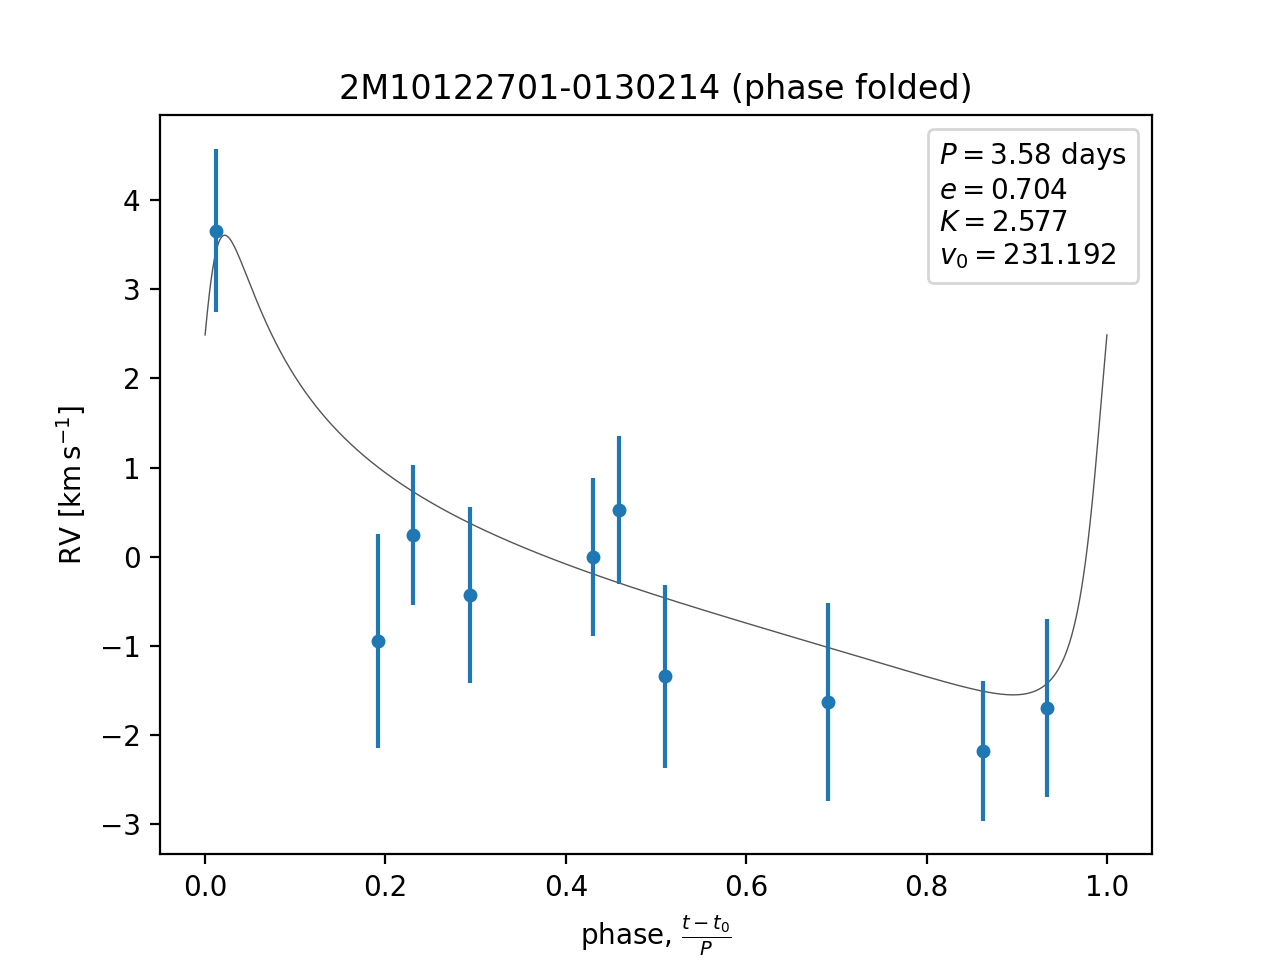 2M10122701-0130214 (phase folded)
P = 3.58 days
e = 0.704
K = 2.577
v₀ = 231.192
4
3
2
1
0
−1
−2
−3
RV [km s⁻¹]
0.0 0.2 0.4 0.6 0.8 1.0
phase, (t − t₀)/P